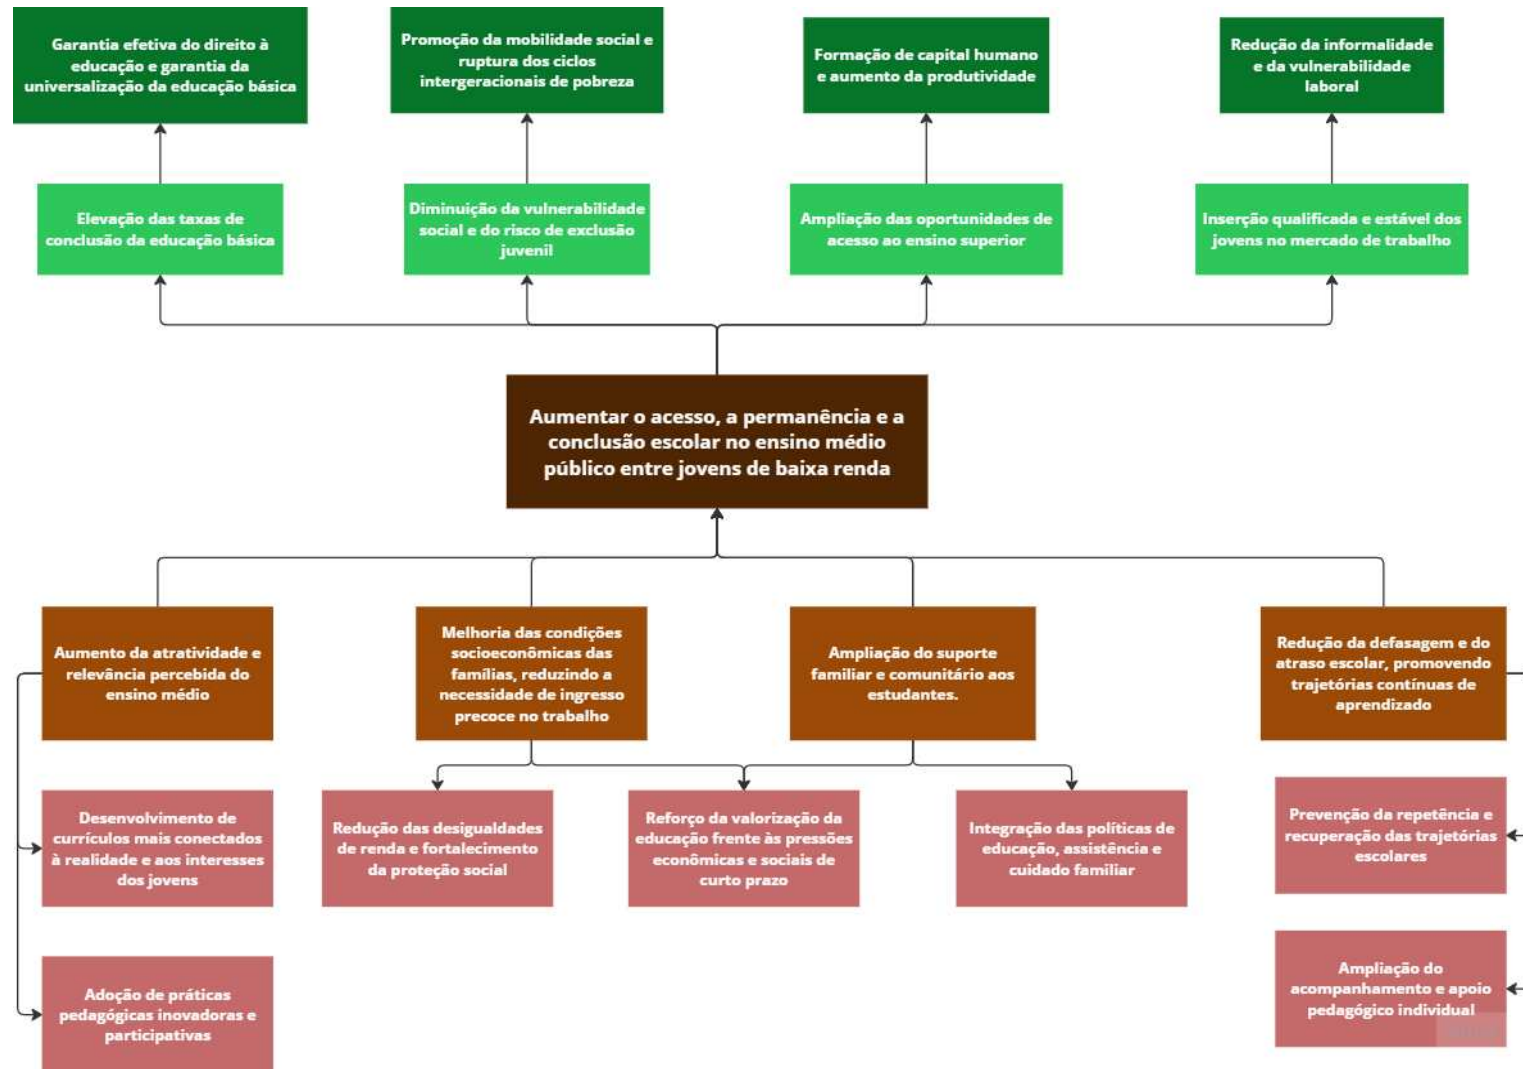 Garantia efetiva do direito à
educação e garantia da
universalização da educação básica
Promoção da mobilidade social e
ruptura dos ciclos
intergeracionais de pobreza
Formação de capital humano
e aumento da produtividade
Redução da informalidade
e da vulnerabilidade
laboral
Elevação das taxas de
conclusão da educação básica
Diminuição da vulnerabilidade
social e do risco de exclusão
juvenil
Ampliação das oportunidades de
acesso ao ensino superior
Inserção qualificada e estável dos
jovens no mercado de trabalho
Aumentar o acesso, a permanência e a
conclusão escolar no ensino médio
público entre jovens de baixa renda
Aumento da atratividade e
relevância percebida do
ensino médio
Melhoria das condições
socioeconômicas das
famílias, reduzindo a
necessidade de ingresso
precoce no trabalho
Ampliação do suporte
familiar e comunitário aos
estudantes.
Redução da defasagem e do
atraso escolar, promovendo
trajetórias contínuas de
aprendizado
Desenvolvimento de
currículos mais conectados
à realidade e aos interesses
dos jovens
Redução das desigualdades
de renda e fortalecimento
da proteção social
Reforço da valorização da
educação frente às pressões
econômicas e sociais de
curto prazo
Integração das políticas de
educação, assistência e
cuidado familiar
Prevenção da repetência e
recuperação das trajetórias
escolares
Adoção de práticas
pedagógicas inovadoras e
participativas
Ampliação do
acompanhamento e apoio
pedagógico individual